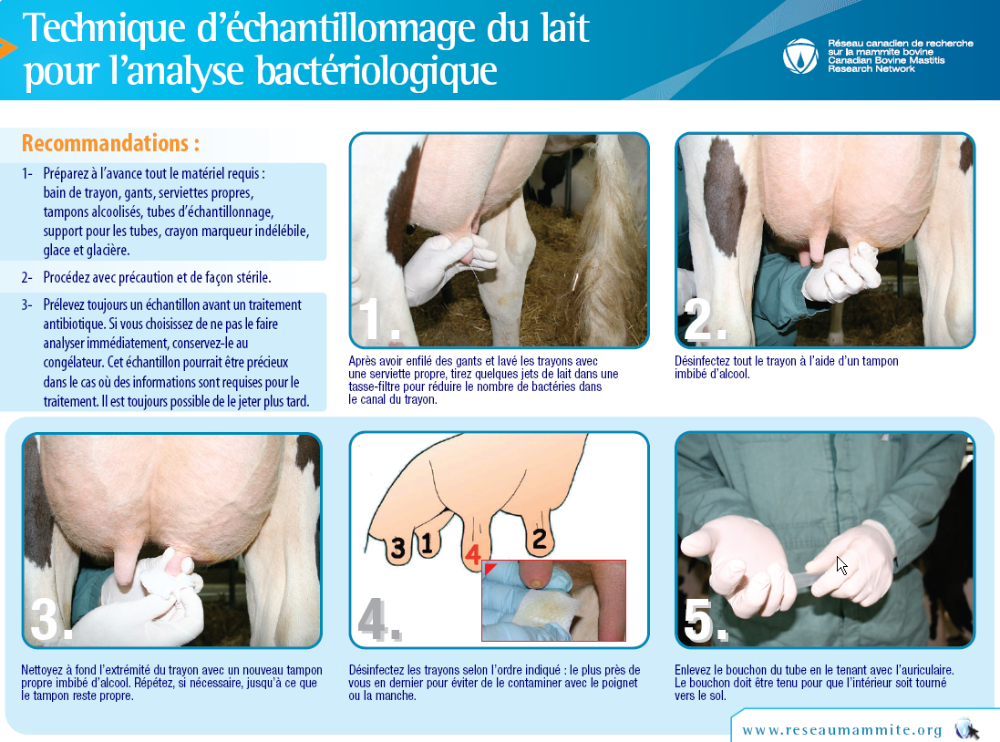 Technique d’échantillonnage du lait
pour l’analyse bactériologique
Réseau canadien de recherche
sur la mammite bovine
Canadian Bovine Mastitis
Research Network
Recommandations :
1- Préparez à l’avance tout le matériel requis :
bain de trayon, gants, serviettes propres,
tampons alcoolisés, tubes d’échantillonnage,
support pour les tubes, crayon marqueur indélébile,
glace et glacière.
2- Procédez avec précaution et de façon stérile.
3- Prélevez toujours un échantillon avant un traitement
antibiotique. Si vous choisissez de ne pas le faire
analyser immédiatement, conservez-le au
congélateur. Cet échantillon pourrait être précieux
dans le cas où des informations sont requises pour le
traitement. Il est toujours possible de le jeter plus tard.
1.
Après avoir enfilé des gants et lavé les trayons avec
une serviette propre, tirez quelques jets de lait dans une
tasse-filtre pour réduire le nombre de bactéries dans
le canal du trayon.
2.
Désinfectez tout le trayon à l’aide d’un tampon
imbibé d’alcool.
3.
Nettoyez à fond l’extrémité du trayon avec un nouveau tampon
propre imbibé d’alcool. Répétez, si nécessaire, jusqu’à ce que
le tampon reste propre.
3 1 4 2
4.
Désinfectez les trayons selon l’ordre indiqué : le plus près de
vous en dernier pour éviter de le contaminer avec le poignet
ou la manche.
5.
Enlevez le bouchon du tube en le tenant avec l’auriculaire.
Le bouchon doit être tenu pour que l’intérieur soit tourné
vers le sol.
www.reseaumammite.org